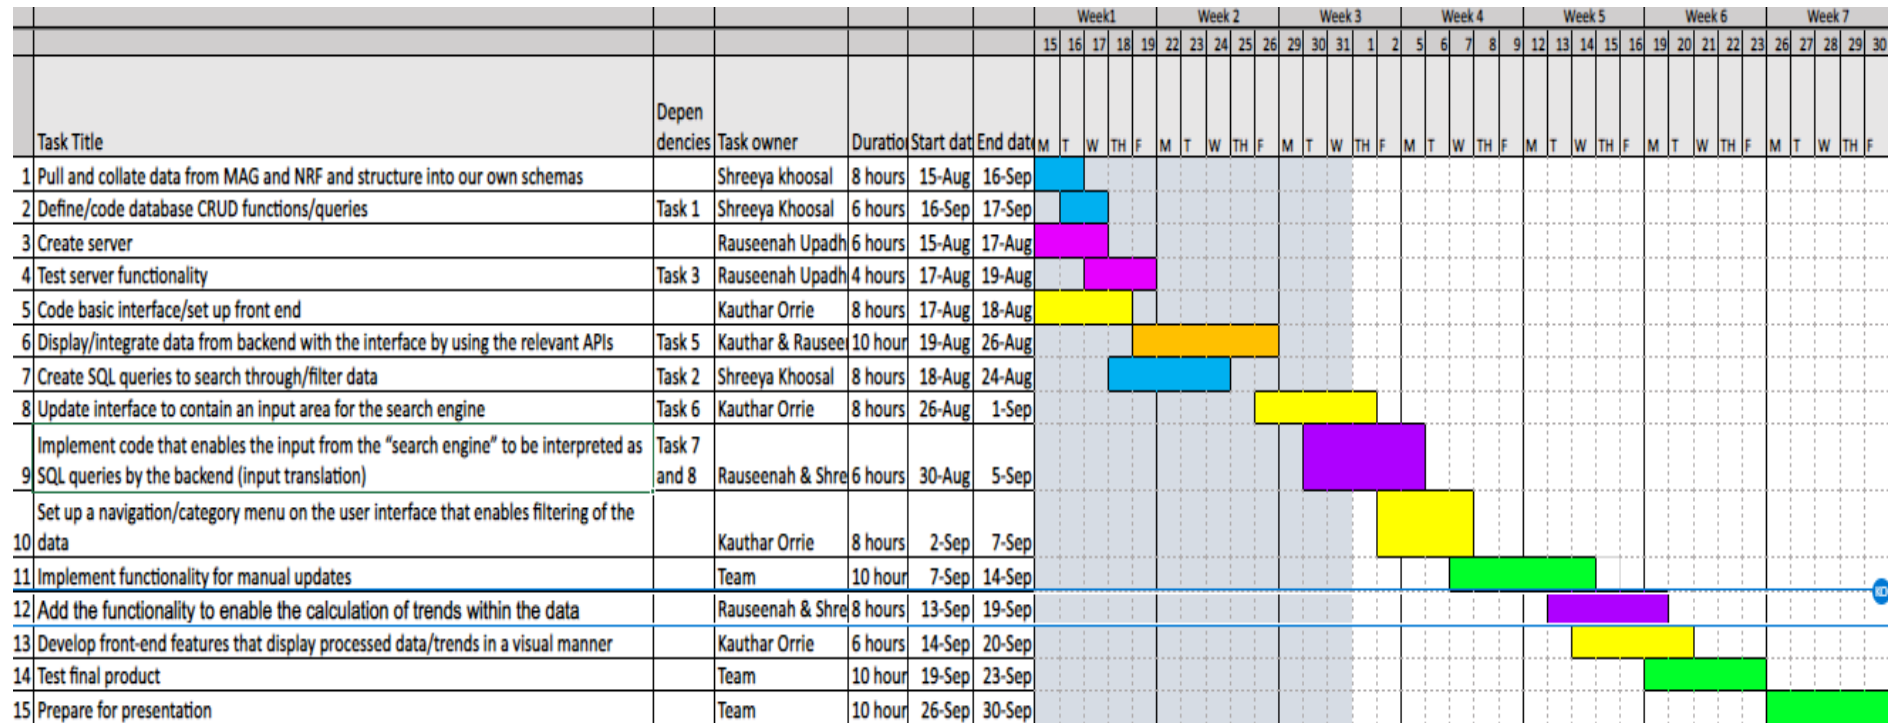 Week1 Week 2 Week 3 Week 4 Week 5 Week 6 Week 7
15 16 17 18 19 22 23 24 25 26 29 30 31 1 2 5 6 7 8 9 12 13 14 15 16 19 20 21 22 23 26 27 28 29 30
Depen
Task Title dencies Task owner Duratio Start dat End dat M T W TH F M T W TH F M T W TH F M T W TH F M T W TH F M T W TH F M T W TH F
1 Pull and collate data from MAG and NRF and structure into our own schemas Shreeya khoosal 8 hours 15-Aug 16-Sep
2 Define/code database CRUD functions/queries Task 1 Shreeya Khoosal 6 hours 16-Sep 17-Sep
3 Create server Rauseenah Upadh 6 hours 15-Aug 17-Aug
4 Test server functionality Task 3 Rauseenah Upadh 4 hours 17-Aug 19-Aug
5 Code basic interface/set up front end Kauthar Orrie 8 hours 17-Aug 18-Aug
6 Display/integrate data from backend with the interface by using the relevant APIs Task 5 Kauthar & Rausee 10 hour 19-Aug 26-Aug
7 Create SQL queries to search through/filter data Task 2 Shreeya Khoosal 8 hours 18-Aug 24-Aug
8 Update interface to contain an input area for the search engine Task 6 Kauthar Orrie 8 hours 26-Aug 1-Sep
Implement code that enables the input from the “search engine” to be interpreted as Task 7
9 SQL queries by the backend (input translation) and 8 Rauseenah & Shre 6 hours 30-Aug 5-Sep
Set up a navigation/category menu on the user interface that enables filtering of the
10 data Kauthar Orrie 8 hours 2-Sep 7-Sep
11 Implement functionality for manual updates Team 10 hour 7-Sep 14-Sep
KO
12 Add the functionality to enable the calculation of trends within the data Rauseenah & Shre 8 hours 13-Sep 19-Sep
13 Develop front-end features that display processed data/trends in a visual manner Kauthar Orrie 6 hours 14-Sep 20-Sep
14 Test final product Team 10 hour 19-Sep 23-Sep
15 Prepare for presentation Team 10 hour 26-Sep 30-Sep